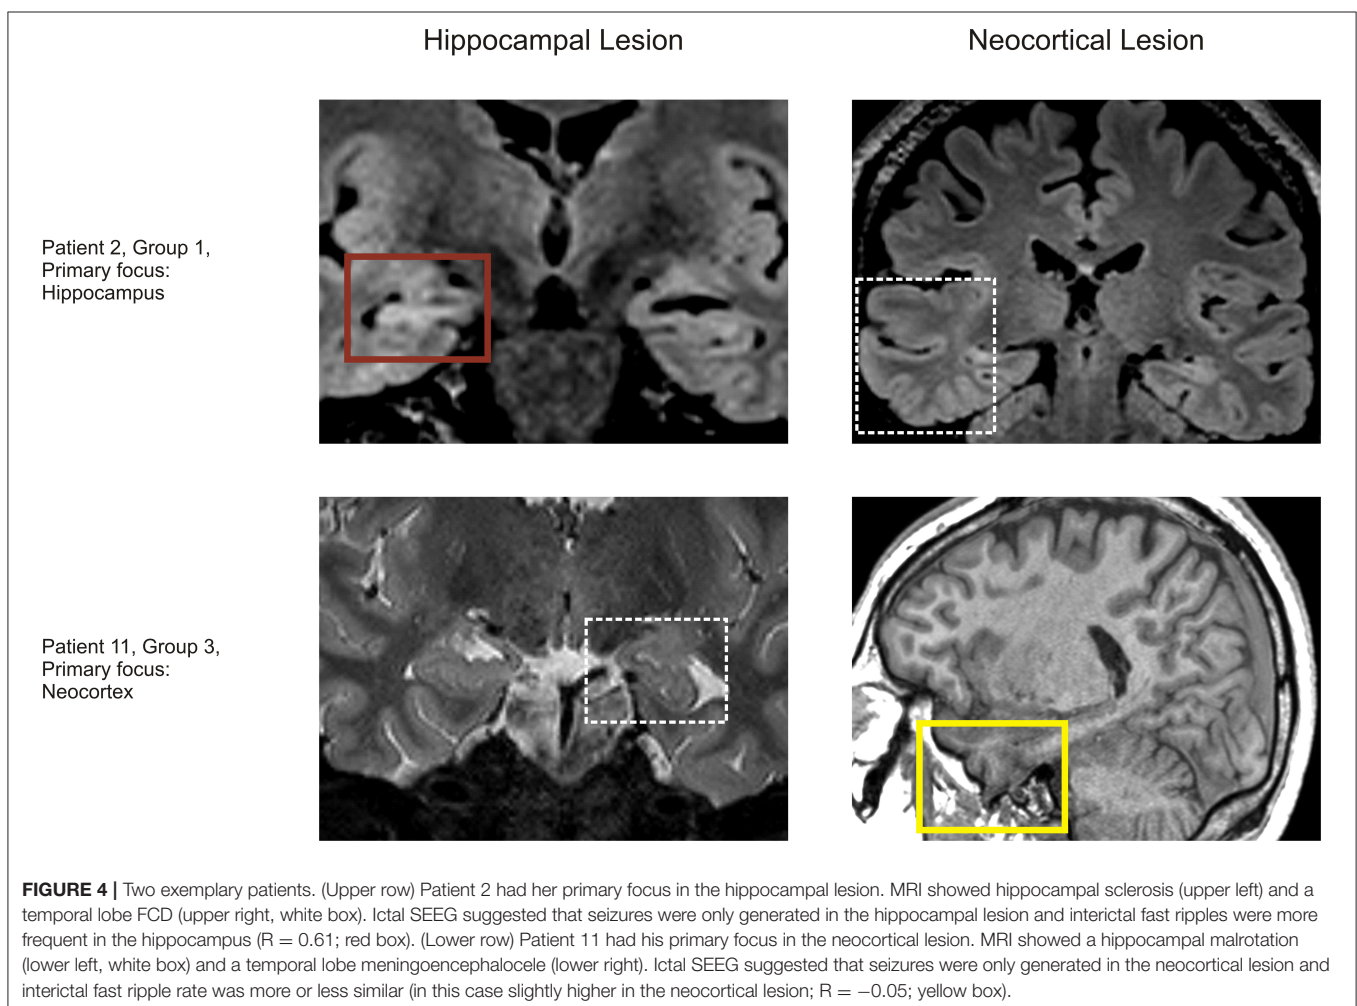 Hippocampal Lesion
Neocortical Lesion
Patient 2, Group 1,
Primary focus:
Hippocampus
Patient 11, Group 3,
Primary focus:
Neocortex
FIGURE 4 | Two exemplary patients. (Upper row) Patient 2 had her primary focus in the hippocampal lesion. MRI showed hippocampal sclerosis (upper left) and a
temporal lobe FCD (upper right, white box). Ictal SEEG suggested that seizures were only generated in the hippocampal lesion and interictal fast ripples were more
frequent in the hippocampus (R = 0.61; red box). (Lower row) Patient 11 had his primary focus in the neocortical lesion. MRI showed a hippocampal malrotation
(lower left, white box) and a temporal lobe meningoencephalocele (lower right). Ictal SEEG suggested that seizures were only generated in the neocortical lesion and
interictal fast ripple rate was more or less similar (in this case slightly higher in the neocortical lesion; R = −0.05; yellow box).